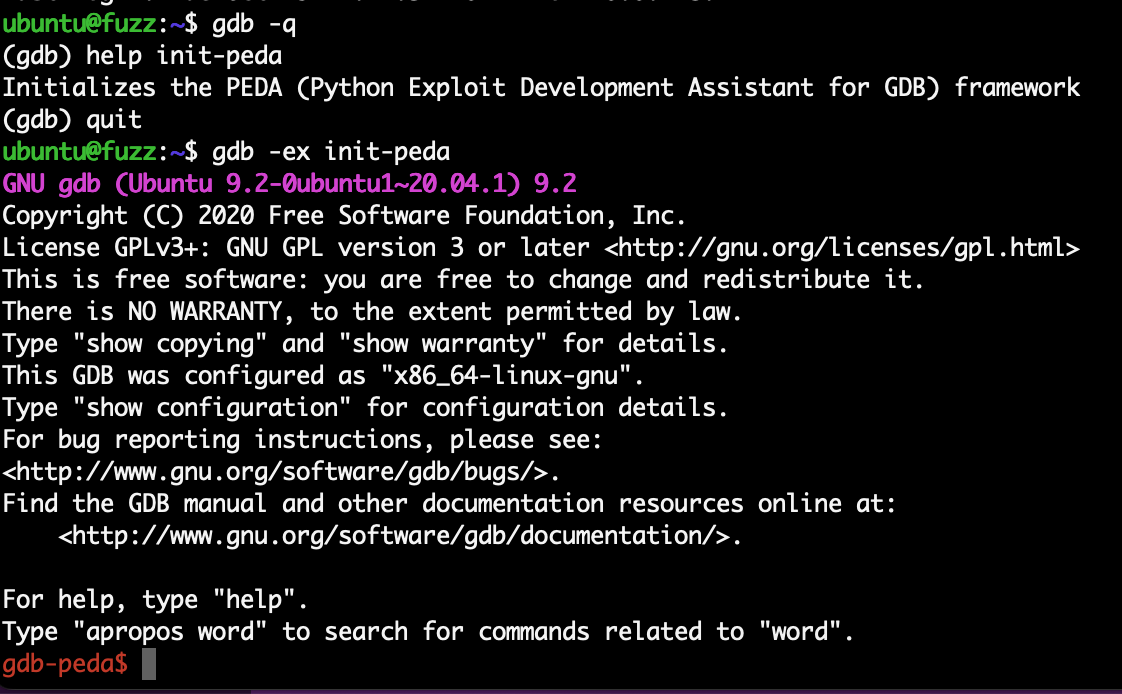 ubuntu@fuzz:~$ gdb -q
(gdb) help init-peda
Initializes the PEDA (Python Exploit Development Assistant for GDB) framework
(gdb) quit
ubuntu@fuzz:~$ gdb -ex init-peda
GNU gdb (Ubuntu 9.2-0ubuntu1~20.04.1) 9.2
Copyright (C) 2020 Free Software Foundation, Inc.
License GPLv3+: GNU GPL version 3 or later <http://gnu.org/licenses/gpl.html>
This is free software: you are free to change and redistribute it.
There is NO WARRANTY, to the extent permitted by law.
Type "show copying" and "show warranty" for details.
This GDB was configured as "x86_64-linux-gnu".
Type "show configuration" for configuration details.
For bug reporting instructions, please see:
<http://www.gnu.org/software/gdb/bugs/>.
Find the GDB manual and other documentation resources online at:
    <http://www.gnu.org/software/gdb/documentation/>.

For help, type "help".
Type "apropos word" to search for commands related to "word".
gdb-peda$